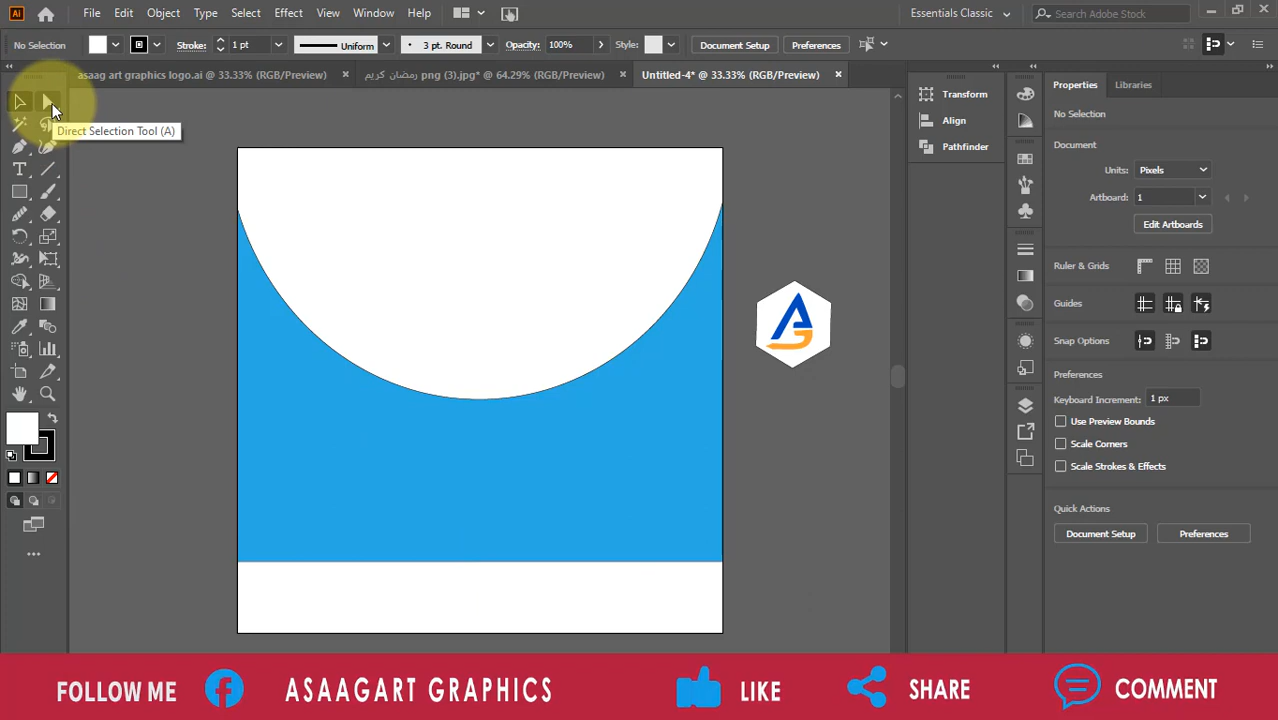 Ai File Edit Object Type Select Effect View Window Help Essentials Classic Search Adobe Stock
No Selection Stroke: 1 pt Uniform 3 pt. Round Opacity: 100% Style: Document Setup Preferences
asaag art graphics logo.ai @ 33.33% (RGB/Preview) رمضان كريم png (3).jpg* @ 64.29% (RGB/Preview) Untitled-4* @ 33.33% (RGB/Preview)
Direct Selection Tool (A)
Transform
Align
Pathfinder
Properties Libraries
No Selection
Document
Units: Pixels
Artboard: 1
Edit Artboards
Ruler & Grids
Guides
Snap Options
Preferences
Keyboard Increment: 1 px
Use Preview Bounds
Scale Corners
Scale Strokes & Effects
Quick Actions
Document Setup Preferences
FOLLOW ME ASAAGART GRAPHICS LIKE SHARE COMMENT